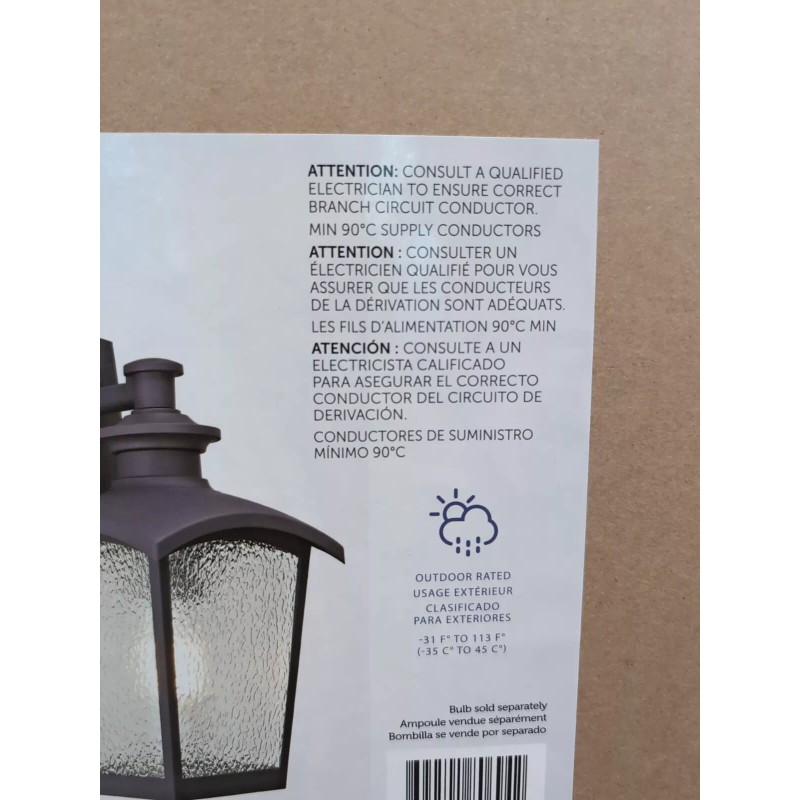 ATTENTION: CONSULT A QUALIFIED
ELECTRICIAN TO ENSURE CORRECT
BRANCH CIRCUIT CONDUCTOR.
MIN 90°C SUPPLY CONDUCTORS
ATTENTION : CONSULTER UN
ÉLECTRICIEN QUALIFIÉ POUR VOUS
ASSURER QUE LES CONDUCTEURS
DE LA DÉRIVATION SONT ADÉQUATS.
LES FILS D'ALIMENTATION 90°C MIN
ATENCIÓN : CONSULTE A UN
ELECTRICISTA CALIFICADO
PARA ASEGURAR EL CORRECTO
CONDUCTOR DEL CIRCUITO DE
DERIVACIÓN.
CONDUCTORES DE SUMINISTRO
MÍNIMO 90°C
OUTDOOR RATED
USAGE EXTÉRIEUR
CLASIFICADO
PARA EXTERIORES
-31 F° TO 113 F°
(-35 C° TO 45 C°)
Bulb sold separately
Ampoule vendue séparément
Bombilla se vende por separado